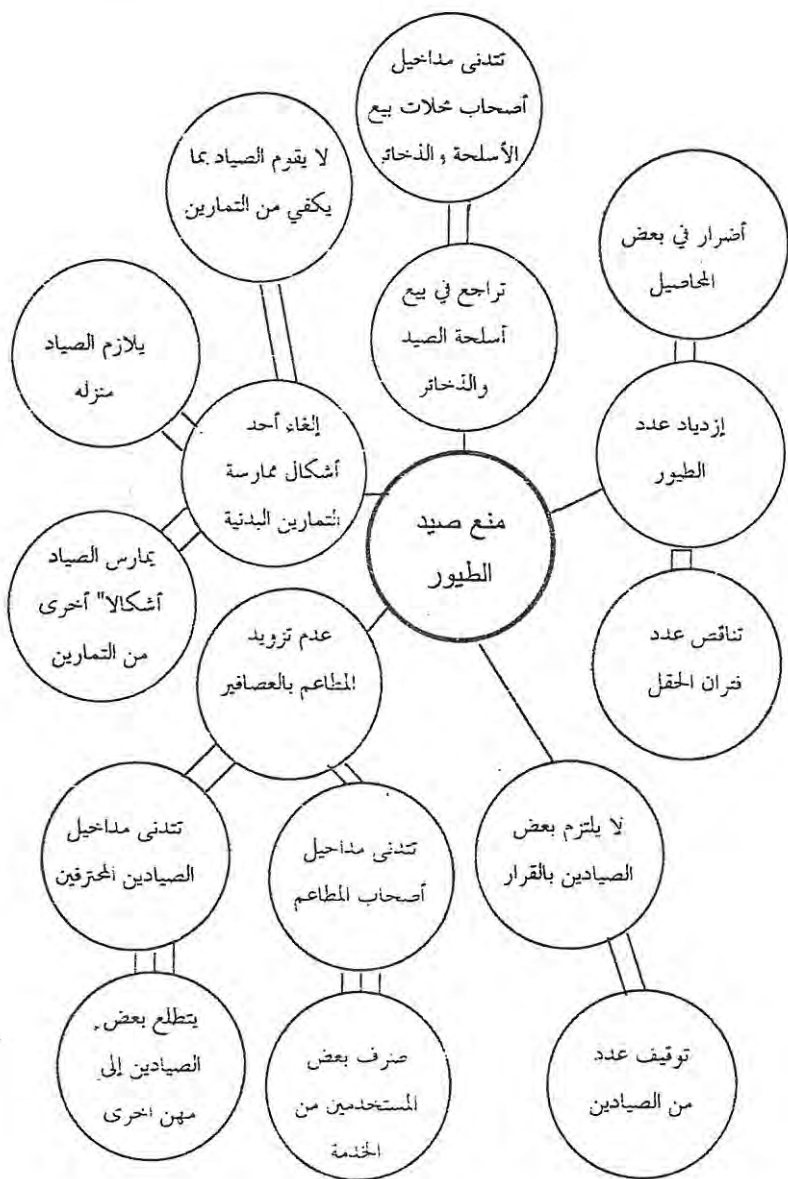 تتدنى مداخيل
أصحاب محلات بيع
الأسلحة والذخائر
لا يقوم الصياد بما
يكفي من التمارين
أضرار في بعض
المحاصيل
تراجع في بيع
أسلحة الصيد
والذخائر
يلازم الصياد
منزله
إلغاء أحد
أشكال ممارسة
التمارين البدنية
إزدياد عدد
الطيور
منع صيد
الطيور
يمارس الصياد
أشكالا" أخرى
من التمارين
عدم تزويد
المطاعم بالعصافير
تناقص عدد
فئران الحقل
تتدنى مداخيل
الصيادين المحترفين
تتدنى مداخيل
أصحاب المطاعم
لا يلتزم بعض
الصيادين بالقرار
يتطلع بعض
الصيادين إلى
مهن اخرى
صرف بعض
المستخدمين من
الخدمة
توقيف عدد
من الصيادين